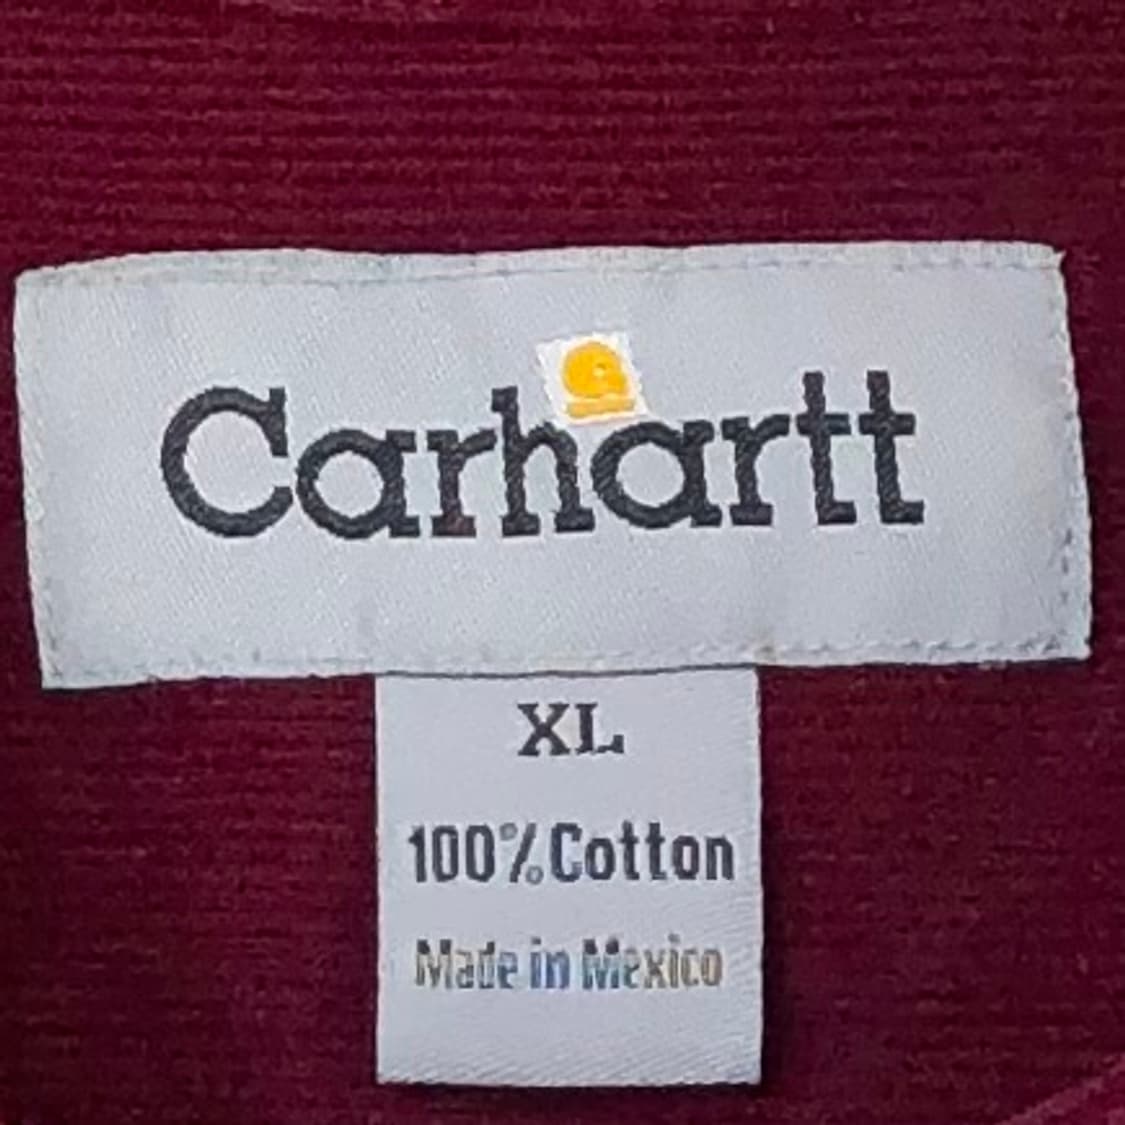 Carhartt
XL
100% Cotton
Made in Mexico